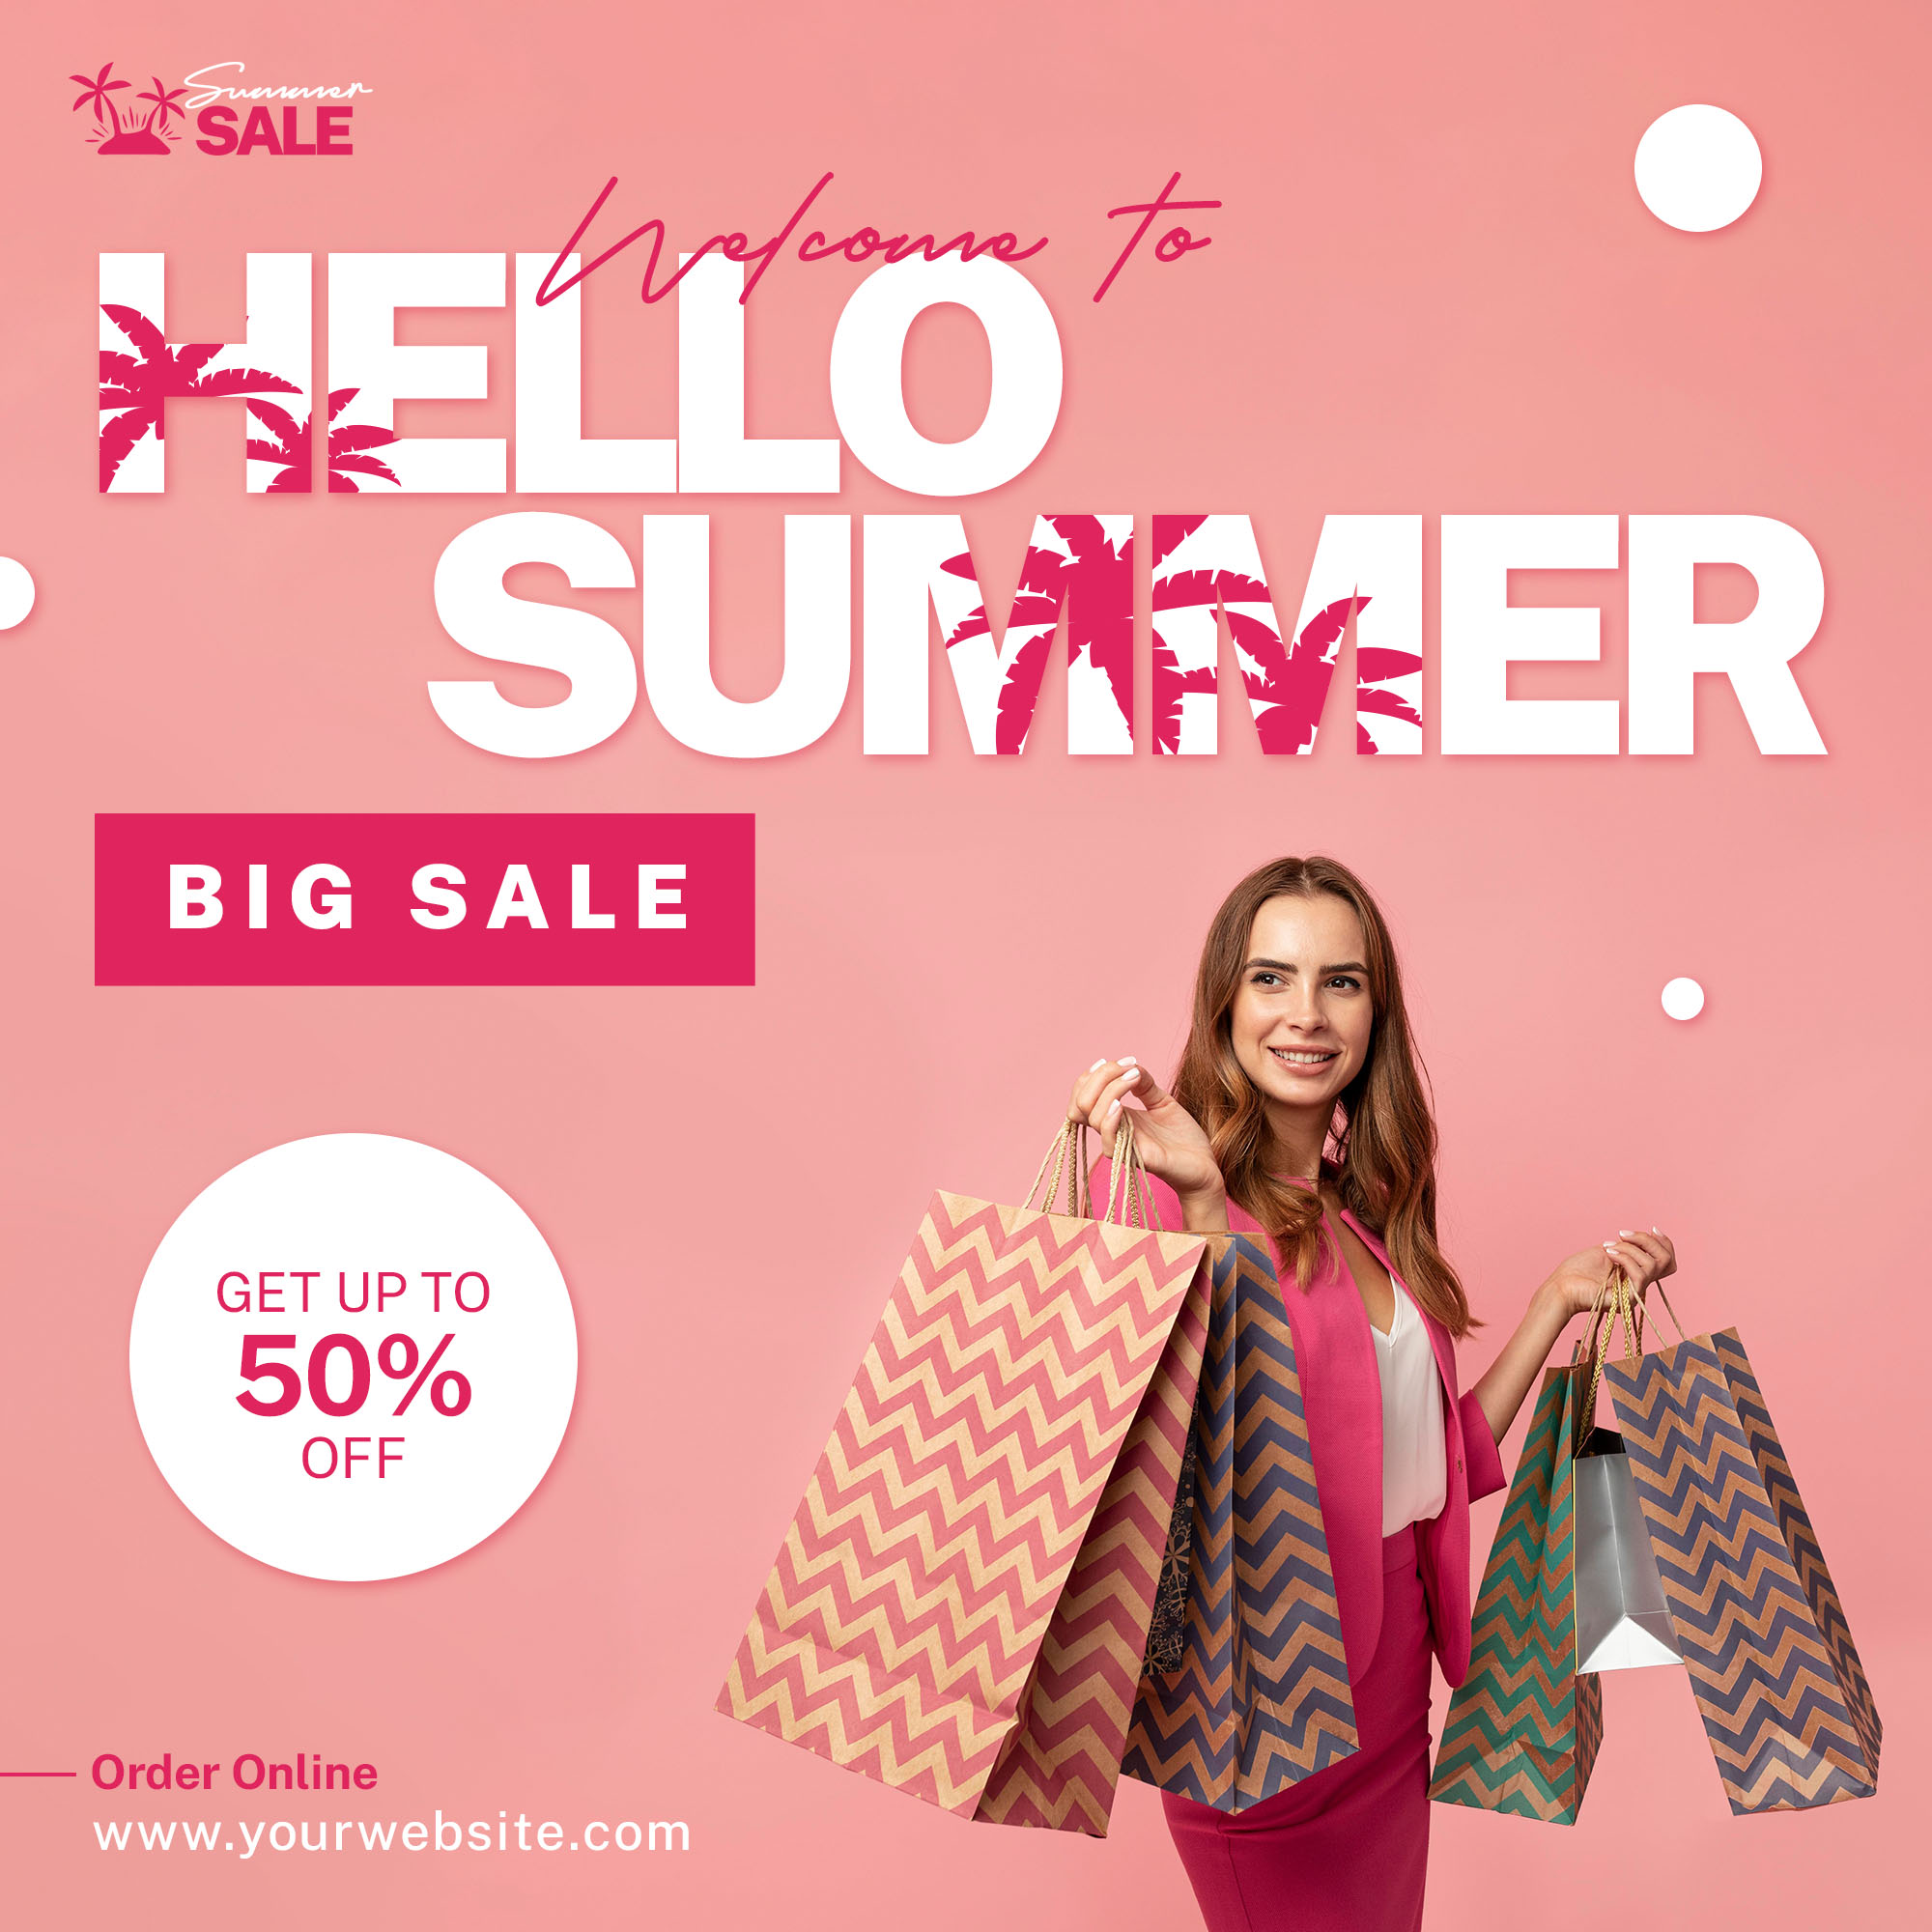 Summer
SALE
Welcome to
HELLO
SUMMER
BIG SALE
GET UP TO
50%
OFF
Order Online
www.yourwebsite.com